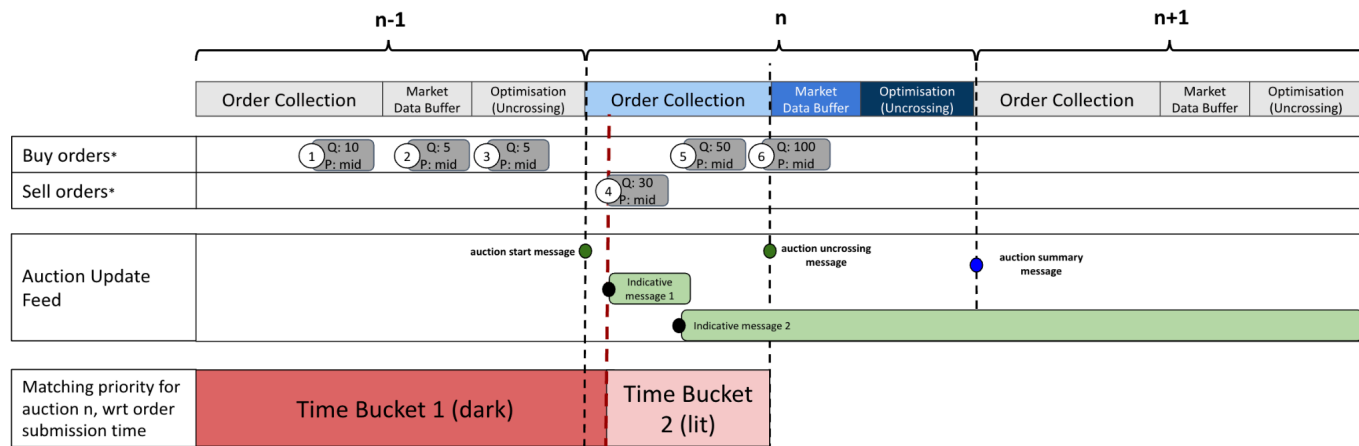 n-1
n
n+1
Order Collection
Market
Data Buffer
Optimisation
(Uncrossing)
Order Collection
Market
Data Buffer
Optimisation
(Uncrossing)
Order Collection
Market
Data Buffer
Optimisation
(Uncrossing)
Buy orders*
1
Q: 10
P: mid
2
Q: 5
P: mid
3
Q: 5
P: mid
5
Q: 50
P: mid
6
Q: 100
P: mid
Sell orders*
4
Q: 30
P: mid
Auction Update
Feed
auction start message
auction uncrossing
message
auction summary
message
Indicative
message 1
Indicative message 2
Matching priority for
auction n, wrt order
submission time
Time Bucket 1 (dark)
Time Bucket
2 (lit)